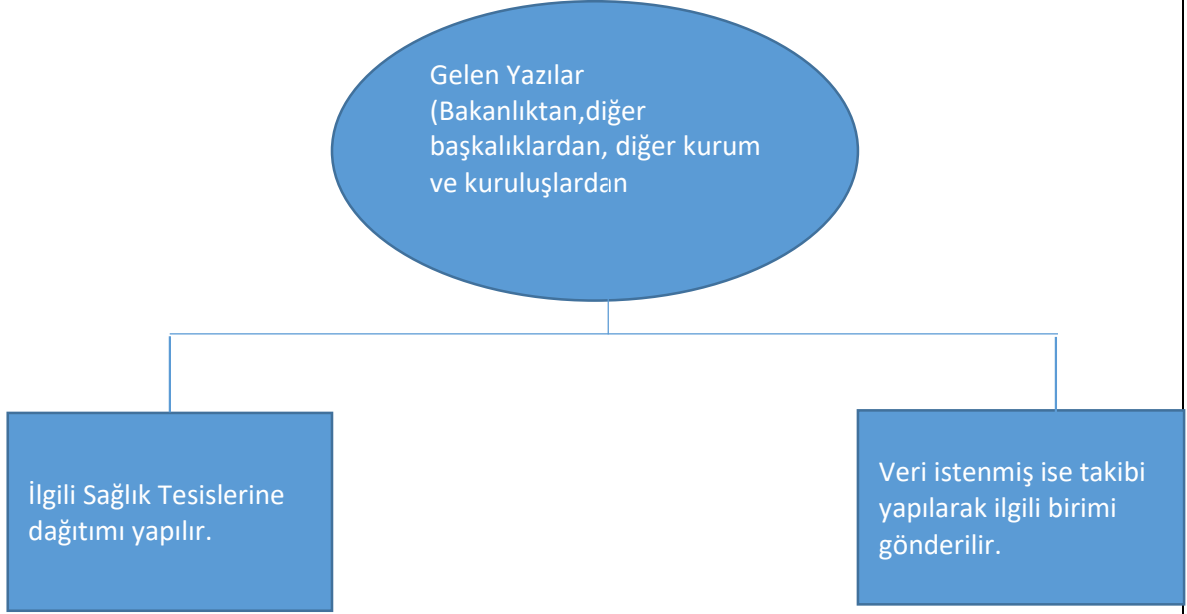 Gelen Yazılar
(Bakanlıktan,diğer
başkalıklardan, diğer kurum
ve kuruluşlardan
İlgili Sağlık Tesislerine
dağıtımı yapılır.
Veri istenmiş ise takibi
yapılarak ilgili birimi
gönderilir.